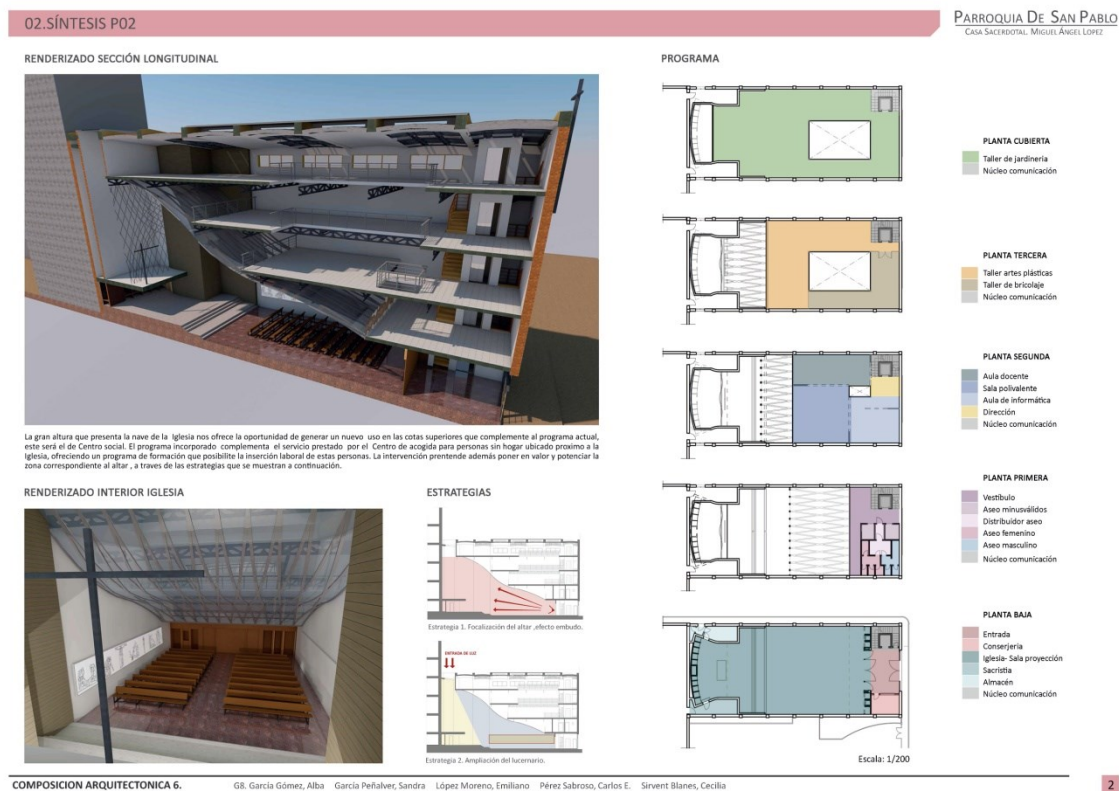 02.SÍNTESIS P02
PARROQUIA DE SAN PABLO
CASA SACERDOTAL. MIGUEL ÁNGEL LOPEZ
RENDERIZADO SECCIÓN LONGITUDINAL
La gran altura que presenta la nave de la Iglesia nos ofrece la oportunidad de generar un nuevo uso en las cotas superiores que complemente al programa actual,
este será el de Centro social. El programa incorporado complementa el servicio prestado por el Centro de acogida para personas sin hogar ubicado proximo a la
Iglesia, ofreciendo un programa de formación que posibilite la inserción laboral de estas personas. La intervención prentende además poner en valor y potenciar la
zona correspondiente al altar , a traves de las estrategias que se muestran a continuación.
RENDERIZADO INTERIOR IGLESIA
ESTRATEGIAS
Estrategia 1. Focalización del altar ,efecto embudo.
ENTRADA DE LUZ
Estrategia 2. Ampliación del lucernario.
PROGRAMA
PLANTA CUBIERTA
Taller de jardineria
Núcleo comunicación
PLANTA TERCERA
Taller artes plásticas
Taller de bricolaje
Núcleo comunicación
PLANTA SEGUNDA
Aula docente
Sala polivalente
Aula de informática
Dirección
Núcleo comunicación
PLANTA PRIMERA
Vestíbulo
Aseo minusválidos
Distribuidor aseo
Aseo femenino
Aseo masculino
Núcleo comunicación
PLANTA BAJA
Entrada
Conserjería
Iglesia- Sala proyección
Sacristia
Almacén
Núcleo comunicación
Escala: 1/200
COMPOSICION ARQUITECTONICA 6.
G8. García Gómez, Alba García Peñalver, Sandra López Moreno, Emiliano Pérez Sabroso, Carlos E. Sirvent Blanes, Cecilia
2